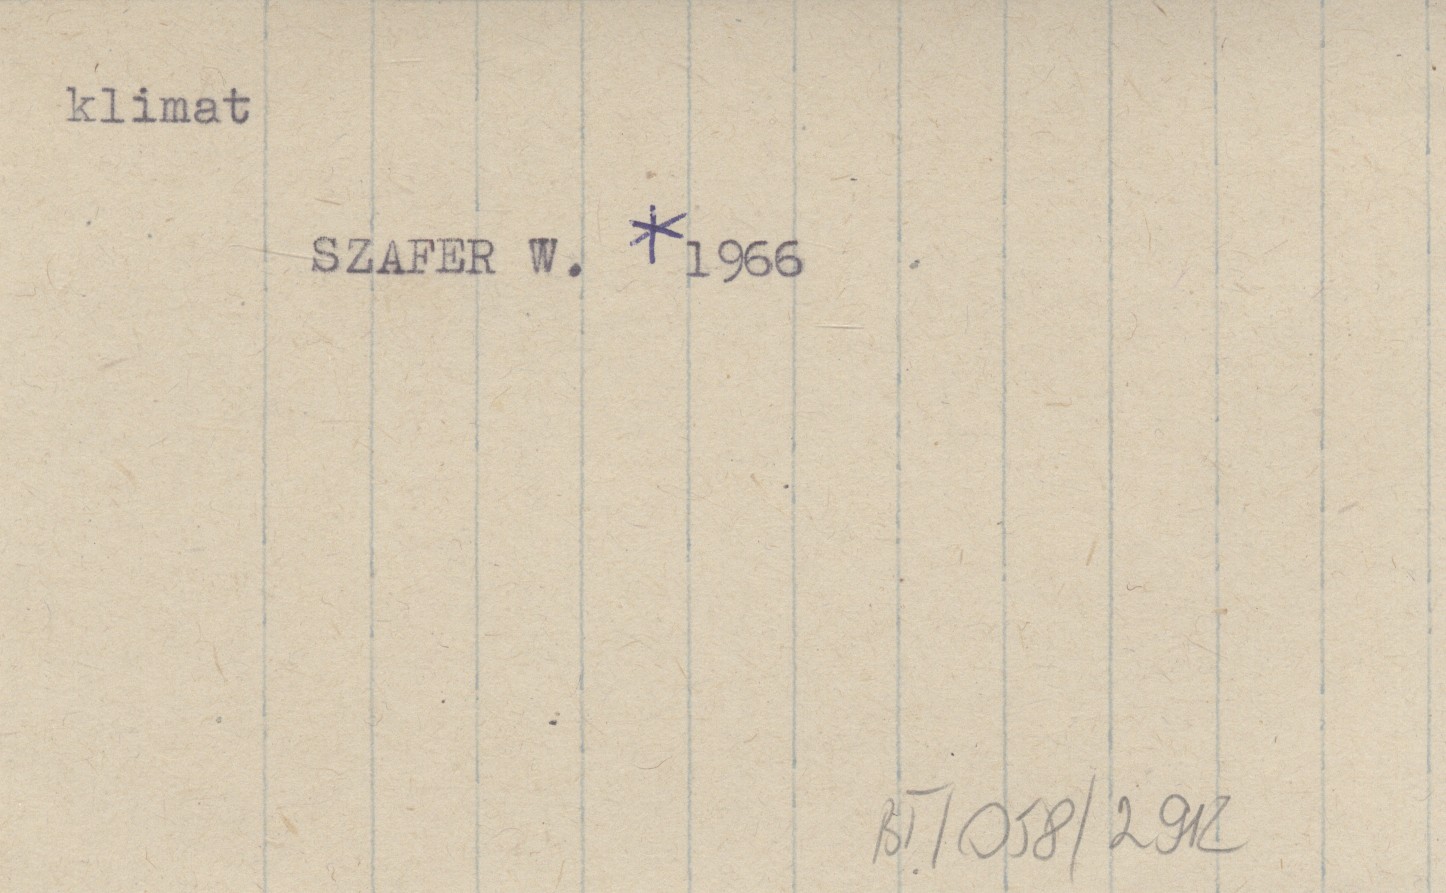 klimat
SZAFER W. *1966
BT/058/2912